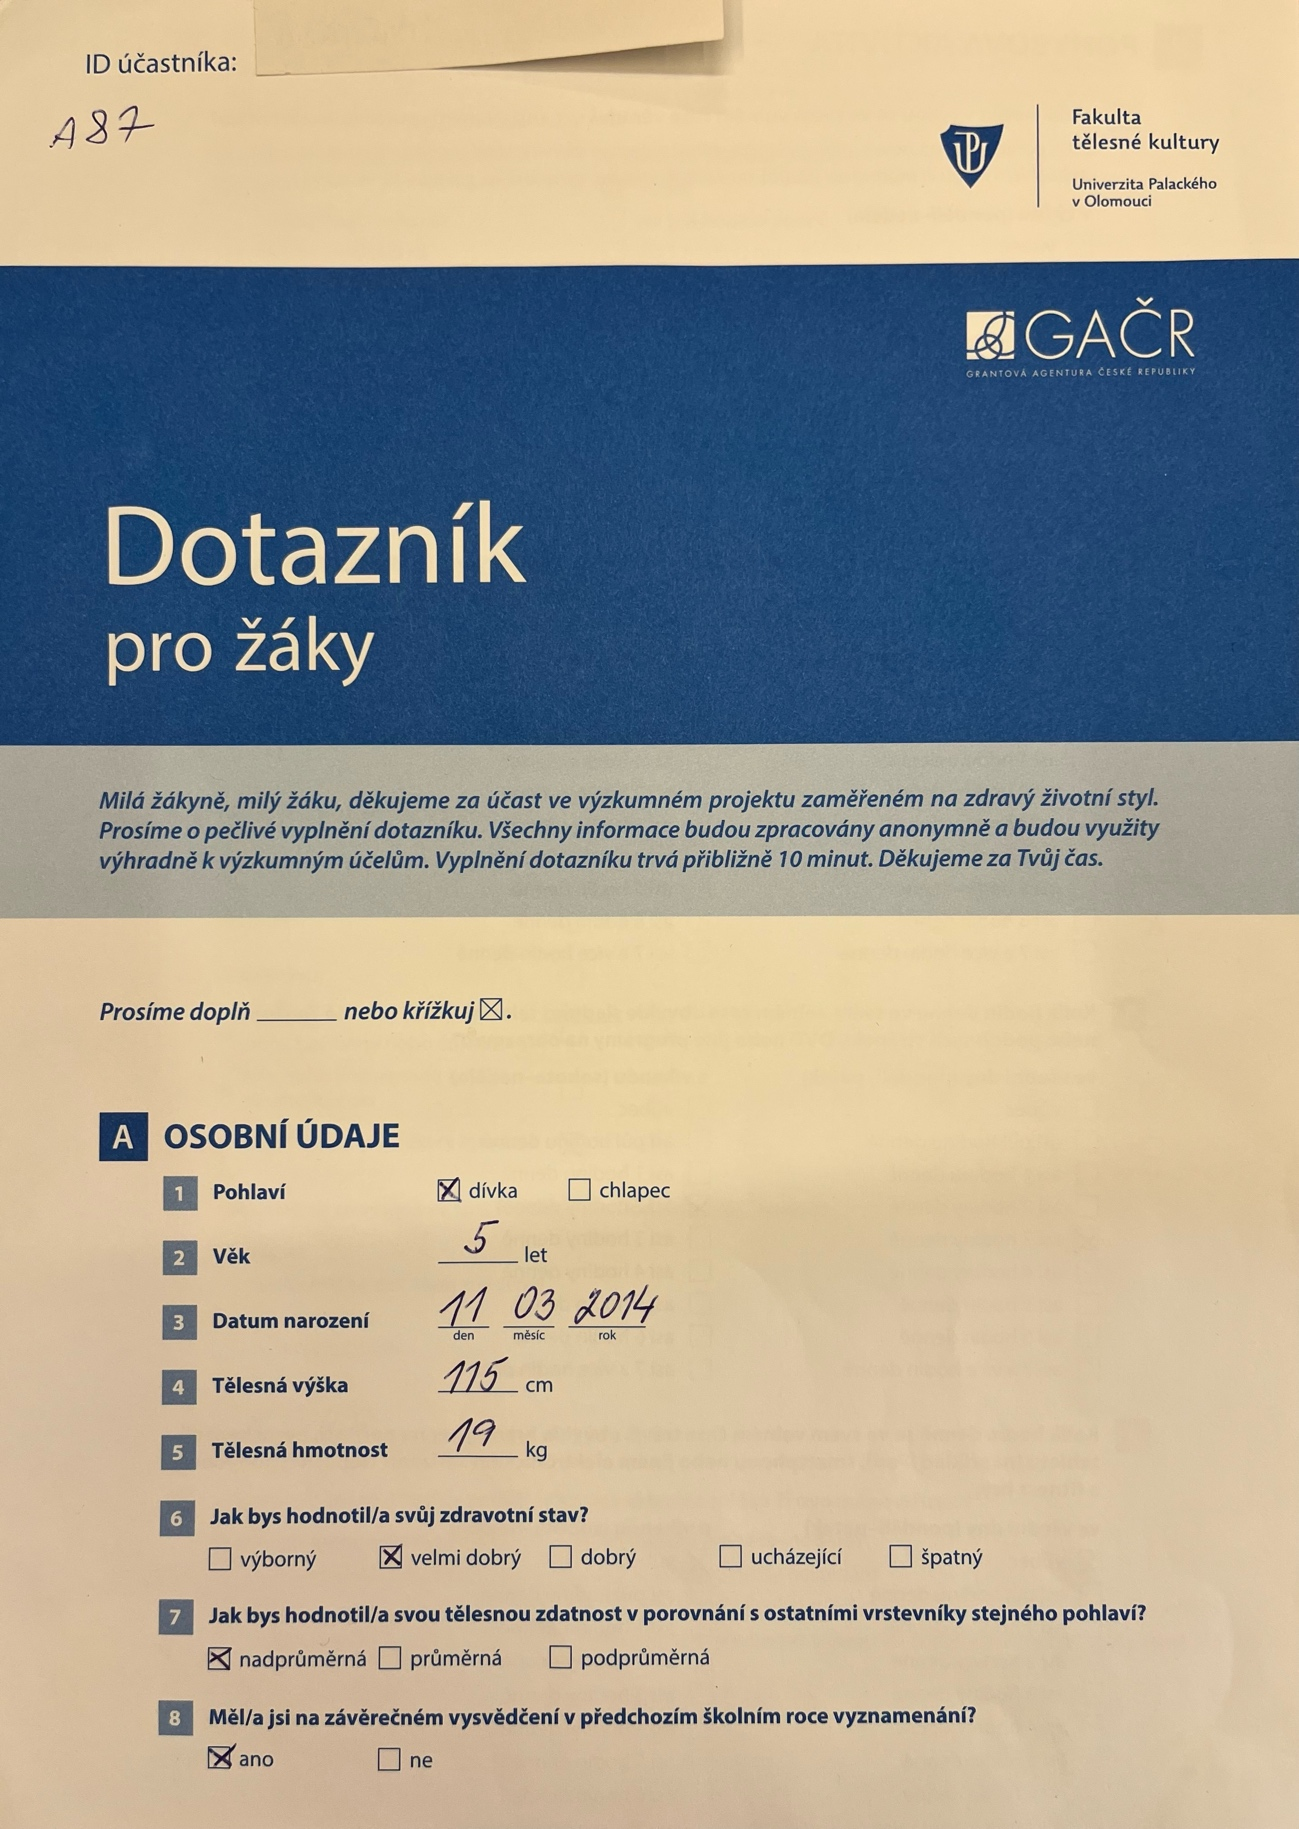 ID účastníka:
A87
Fakulta
tělesné kultury
Univerzita Palackého
v Olomouci
GAČR
GRANTOVÁ AGENTURA ČESKÉ REPUBLIKY
Dotazník
pro žáky
Milá žákyně, milý žáku, děkujeme za účast ve výzkumném projektu zaměřeném na zdravý životní styl.
Prosíme o pečlivé vyplnění dotazníku. Všechny informace budou zpracovány anonymně a budou využity
výhradně k výzkumným účelům. Vyplnění dotazníku trvá přibližně 10 minut. Děkujeme za Tvůj čas.
Prosíme doplň ______ nebo křížkuj ☒.
A OSOBNÍ ÚDAJE
1 Pohlaví ☒ dívka ☐ chlapec
2 Věk 5 let
3 Datum narození 11 03 2014
den měsíc rok
4 Tělesná výška 115 cm
5 Tělesná hmotnost 19 kg
6 Jak bys hodnotil/a svůj zdravotní stav?
☐ výborný ☒ velmi dobrý ☐ dobrý ☐ ucházející ☐ špatný
7 Jak bys hodnotil/a svou tělesnou zdatnost v porovnání s ostatními vrstevníky stejného pohlaví?
☒ nadprůměrná ☐ průměrná ☐ podprůměrná
8 Měl/a jsi na závěrečném vysvědčení v předchozím školním roce vyznamenání?
☒ ano ☐ ne